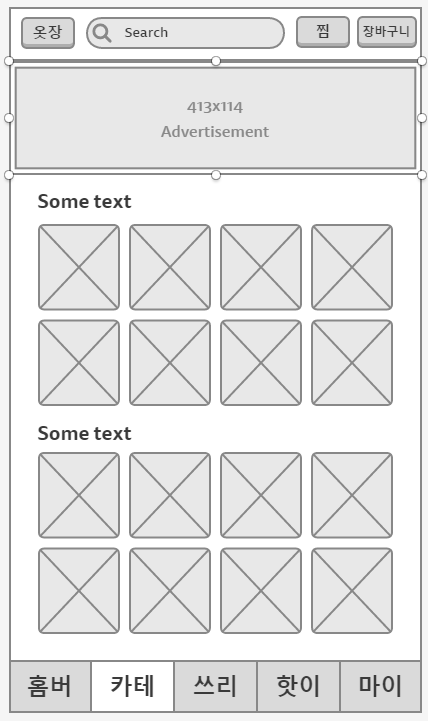 옷장 Search 찜 장바구니
413x114
Advertisement
Some text
Some text
홈버 카테 쓰리 핫이 마이